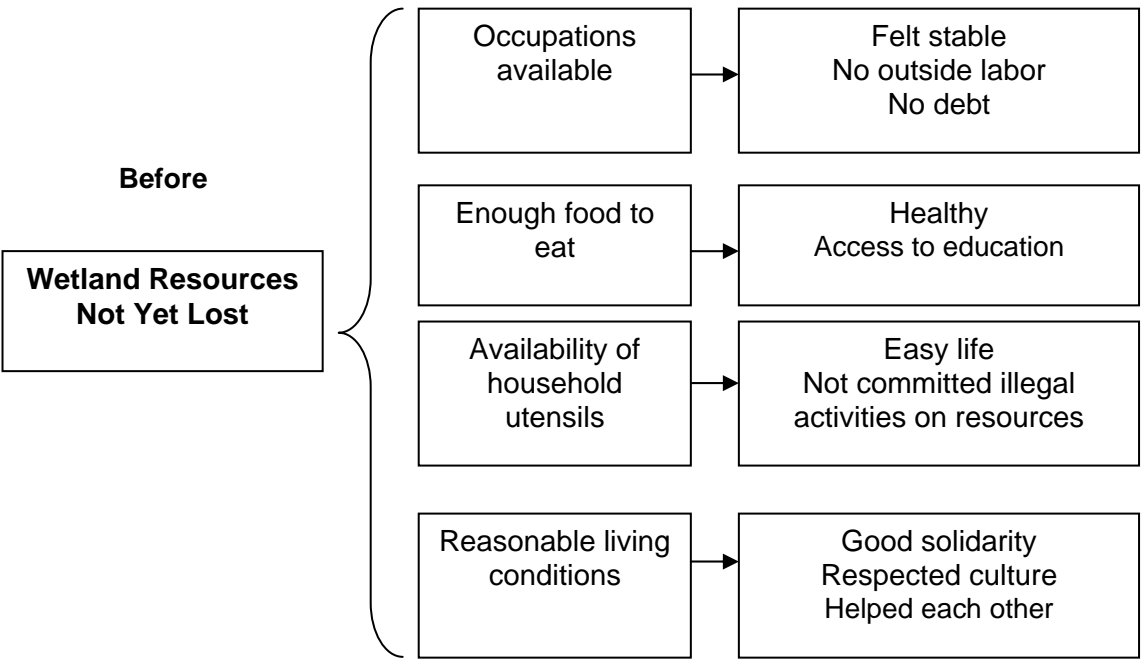 Before
Wetland Resources
Not Yet Lost
Occupations
available
Felt stable
No outside labor
No debt
Enough food to
eat
Healthy
Access to education
Availability of
household
utensils
Easy life
Not committed illegal
activities on resources
Reasonable living
conditions
Good solidarity
Respected culture
Helped each other